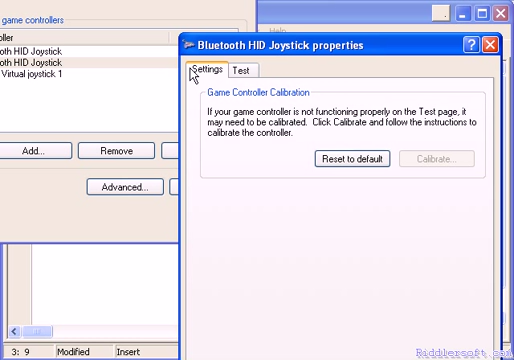 game controllers
ller
oth HID Joystick
oth HID Joystick
Virtual joystick 1
Add...
Remove
Advanced...
Help
Bluetooth HID Joystick properties
Settings
Test
Game Controller Calibration
If your game controller is not functioning properly on the Test page, it
may need to be calibrated. Click Calibrate and follow the instructions to
calibrate the controller.
Reset to default
Calibrate...
3: 9
Modified
Insert
Riddlersoft.com